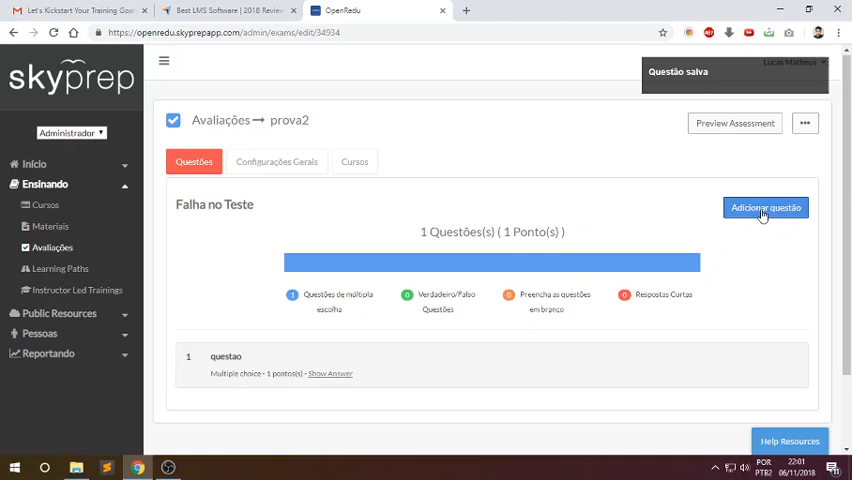 Let's Kickstart Your Training Goal
Best LMS Software | 2018 Review
OpenRedu
https://openredu.skyprepapp.com/admin/exams/edit/34934
skyprep
Lucas Matheus
Questão salva
Administrador
Avaliações → prova2
Preview Assessment
•••
Início
Questões
Configurações Gerais
Cursos
Ensinando
Cursos
Falha no Teste
Adicionar questão
Materiais
1 Questões(s) ( 1 Ponto(s) )
Avaliações
Learning Paths
Instructor Led Trainings
1 Questões de múltipla
escolha
0 Verdadeiro/Falso
Questões
0 Preencha as questões
em branco
0 Respostas Curtas
Public Resources
Pessoas
Reportando
1 questao
Multiple choice · 1 pontos(s) · Show Answer
Help Resources
POR
PTB2
22:01
06/11/2018